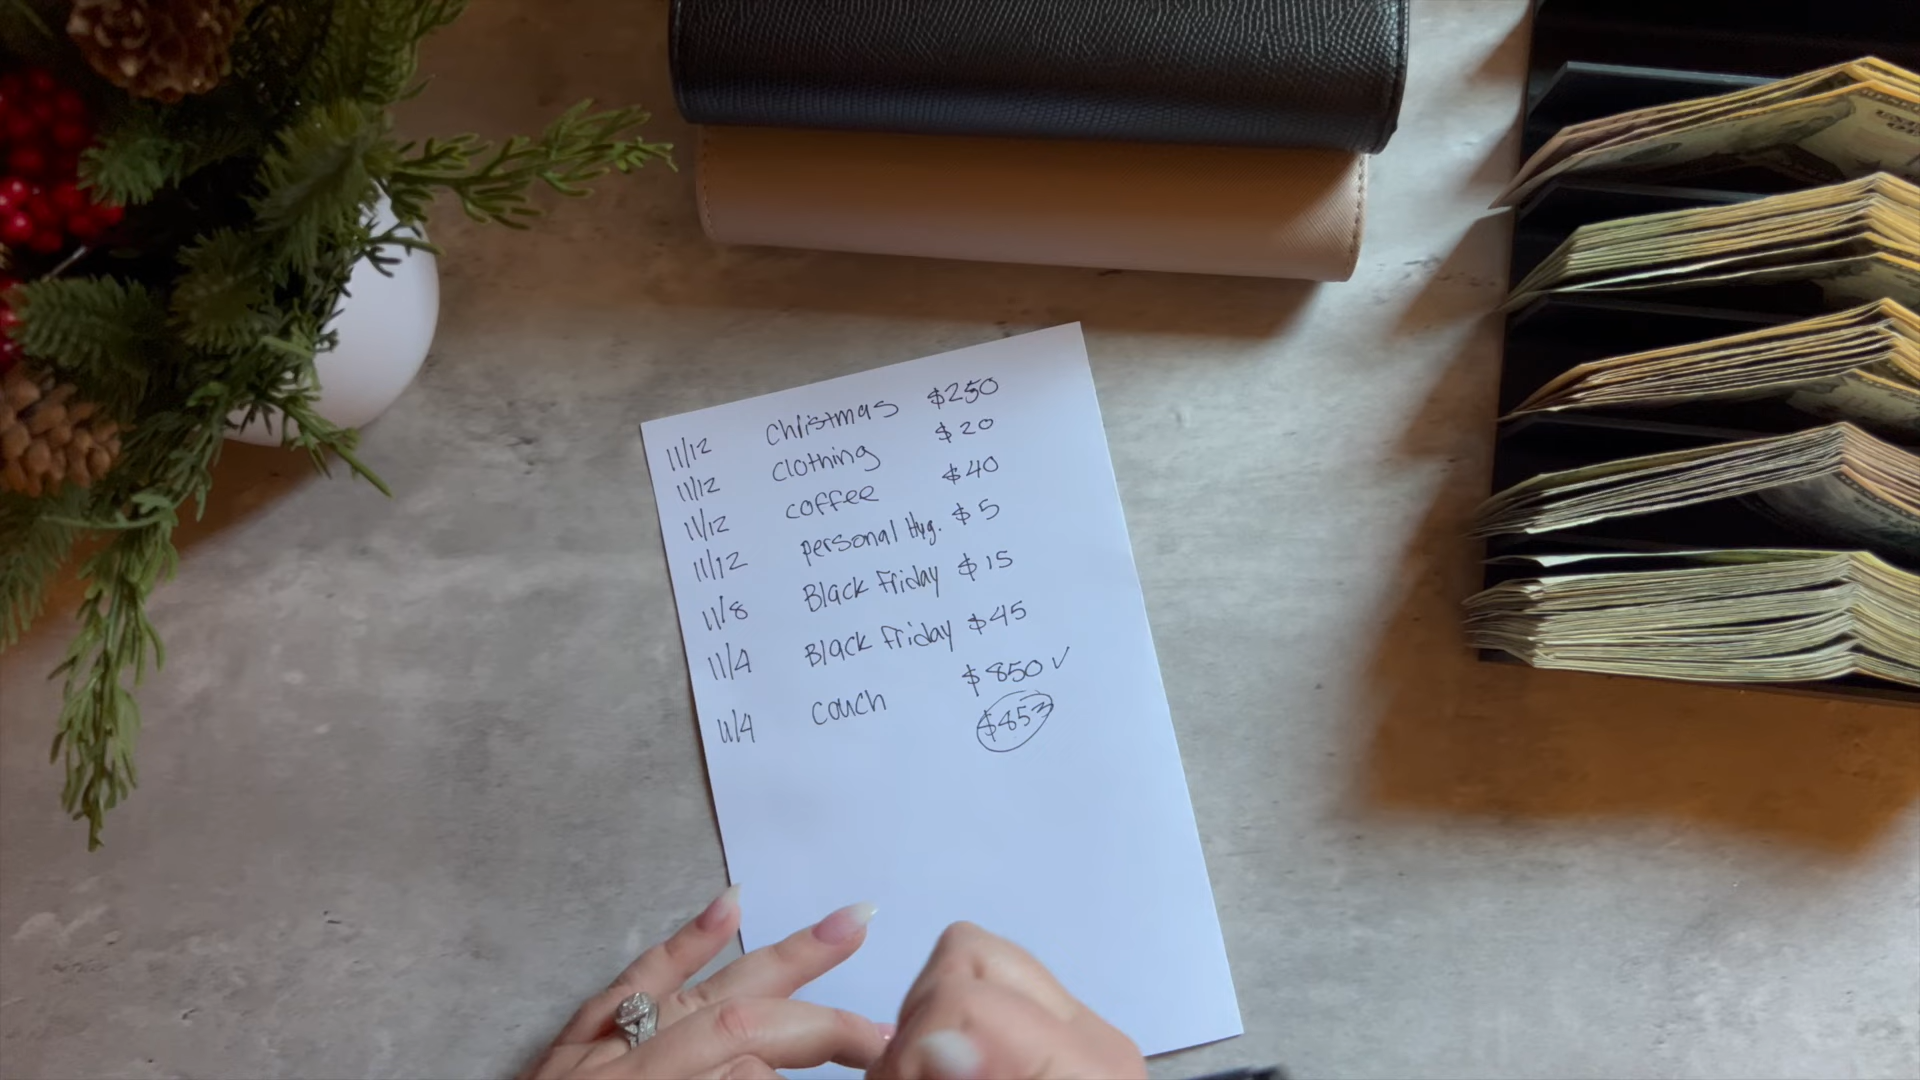 11/12 Christmas $250
11/12 clothing $20
11/12 coffee $40
11/12 personal Hyg. $5
11/8 Black Friday $15
11/4 Black Friday $45
11/4 couch $850 ✓
$853